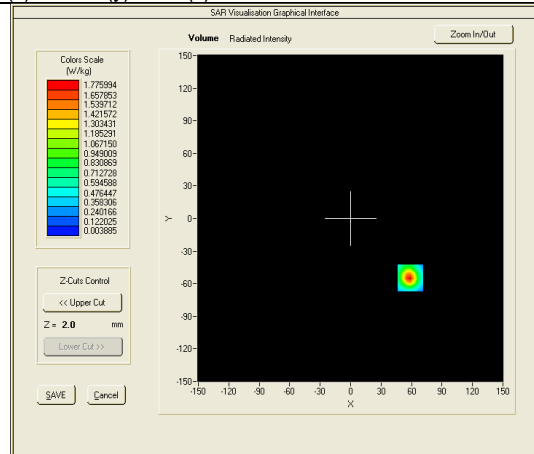 SAR Visualisation Graphical Interface
Volume Radiated Intensity
Zoom In/Out
Colors Scale
(W/kg)
1.775994
1.657853
1.539712
1.421572
1.303431
1.185291
1.067150
0.949009
0.830869
0.712728
0.594588
0.476447
0.358306
0.240166
0.122025
0.003885
Z-Cuts Control
<< Upper Cut
Z = 2.0 mm
Lower Cut >>
SAVE
Cancel
150
120
90
60
30
0
-30
-60
-90
-120
-150
Y
-150 -120 -90 -60 -30 0 30 60 90 120 150
X